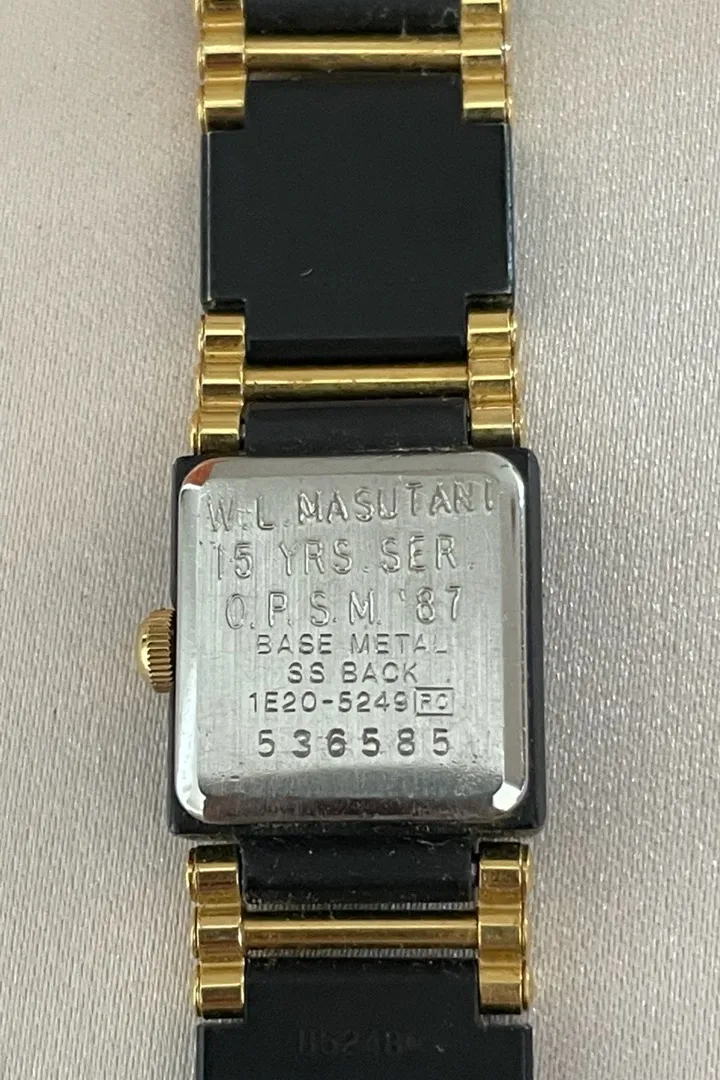 W. L. MASUTANI
15 YRS. SER.
O. P. S. M. '87
BASE METAL
SS BACK
1E20-5249 RC
536585